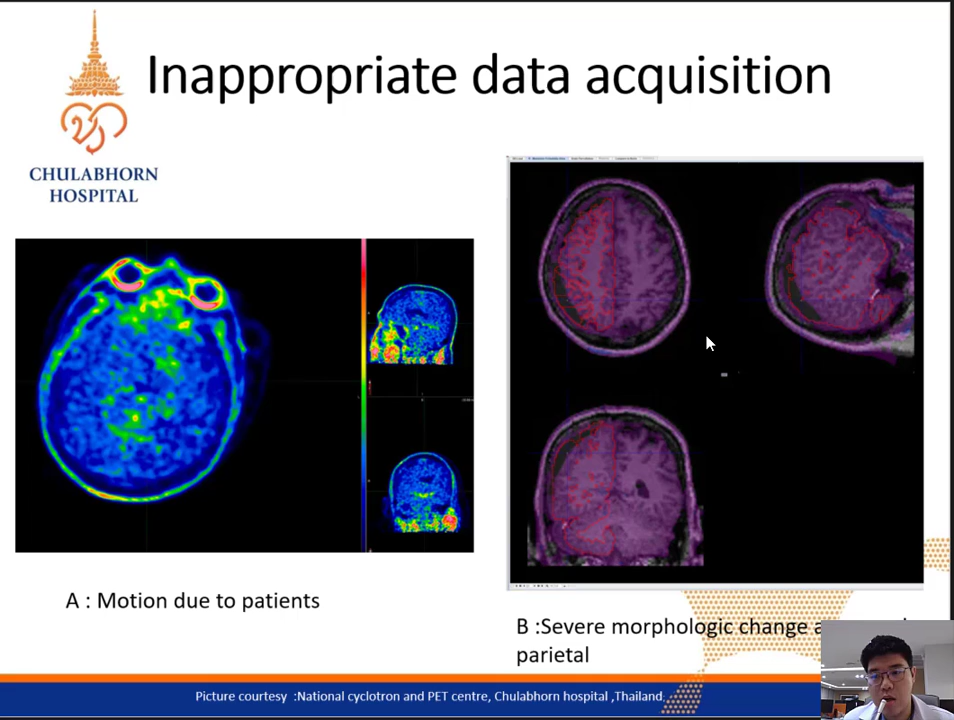 Inappropriate data acquisition
CHULABHORN
HOSPITAL
A : Motion due to patients
B :Severe morphologic change
parietal
Picture courtesy :National cyclotron and PET centre, Chulabhorn hospital ,Thailand